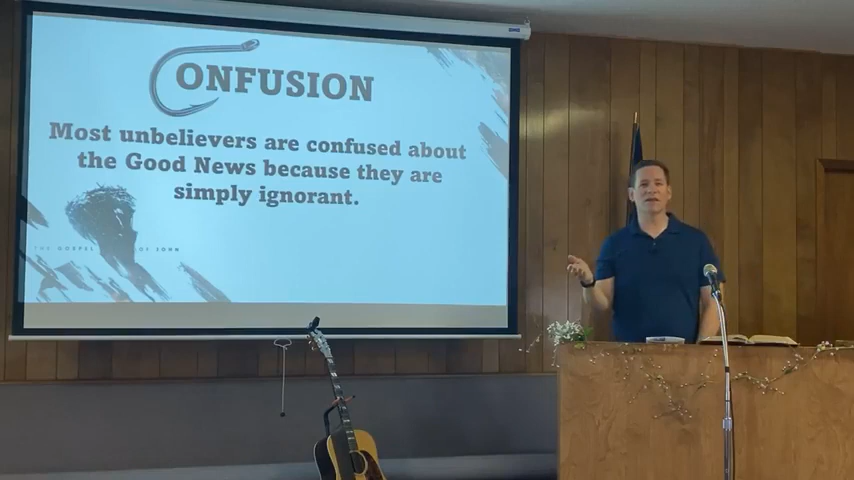 CONFUSION
Most unbelievers are confused about
the Good News because they are
simply ignorant.
THE GOSPEL OF JOHN